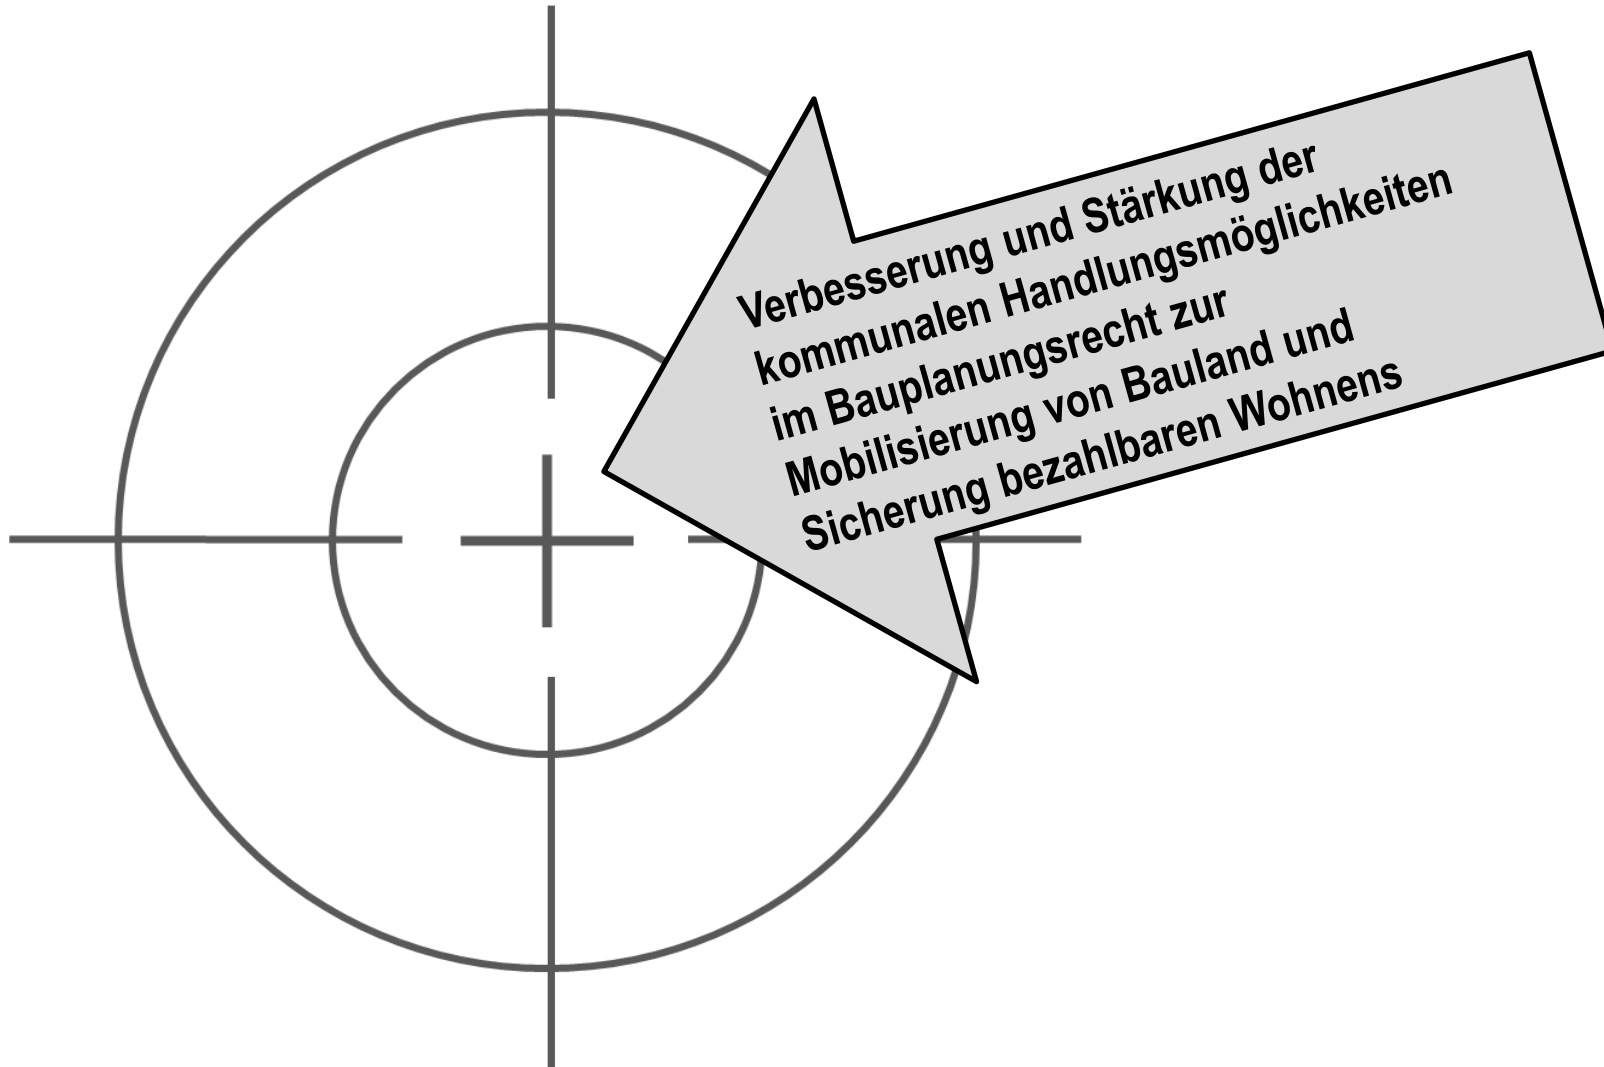 Verbesserung und Stärkung der
kommunalen Handlungsmöglichkeiten
im Bauplanungsrecht zur
Mobilisierung von Bauland und
Sicherung bezahlbaren Wohnens